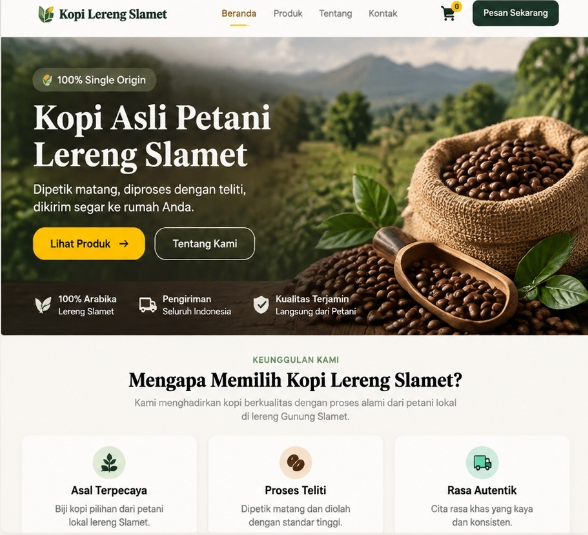 Kopi Lereng Slamet
Beranda
Produk
Tentang
Kontak
0
Pesan Sekarang
100% Single Origin
Kopi Asli Petani
Lereng Slamet
Dipetik matang, diproses dengan teliti,
dikirim segar ke rumah Anda.
Lihat Produk →
Tentang Kami
100% Arabika
Lereng Slamet
Pengiriman
Seluruh Indonesia
Kualitas Terjamin
Langsung dari Petani
KEUNGGULAN KAMI
Mengapa Memilih Kopi Lereng Slamet?
Kami menghadirkan kopi berkualitas dengan proses alami dari petani lokal
di lereng Gunung Slamet.
Asal Terpecaya
Biji kopi pilihan dari petani
lokal lereng Slamet.
Proses Teliti
Dipetik matang dan diolah
dengan standar tinggi.
Rasa Autentik
Cita rasa khas yang kaya
dan konsisten.